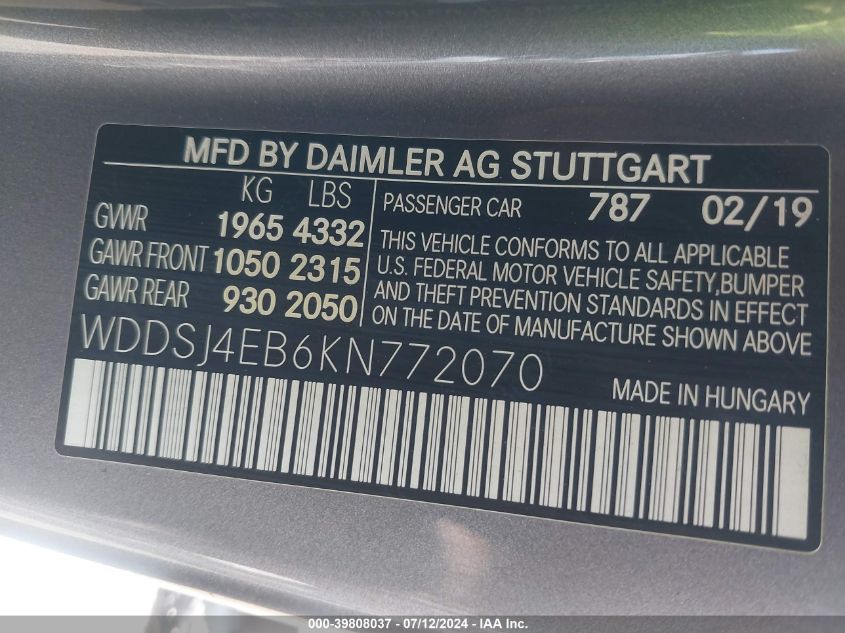 MFD BY DAIMLER AG STUTTGART
KG LBS
GVWR 1965 4332
GAWR FRONT 1050 2315
GAWR REAR 930 2050
PASSENGER CAR 787 02/19
THIS VEHICLE CONFORMS TO ALL APPLICABLE
U.S. FEDERAL MOTOR VEHICLE SAFETY,BUMPER
AND THEFT PREVENTION STANDARDS IN EFFECT
ON THE DATE OF MANUFACTURE SHOWN ABOVE
WDDSJ4EB6KN772070
MADE IN HUNGARY
000-39808037 - 07/12/2024 - IAA Inc.